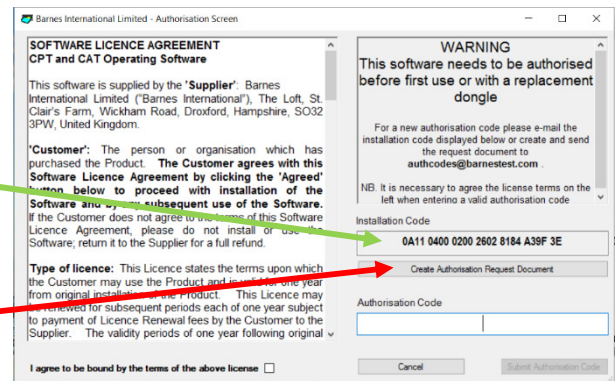 Barnes International Limited - Authorisation Screen
SOFTWARE LICENCE AGREEMENT
CPT and CAT Operating Software
This software is supplied by the 'Supplier': Barnes
International Limited ("Barnes International"), The Loft, St.
Clair's Farm, Wickham Road, Droxford, Hampshire, SO32
3PW, United Kingdom.
'Customer': The person or organisation which has
purchased the Product. The Customer agrees with this
Software Licence Agreement by clicking the 'Agreed'
button below to proceed with installation of the
Software and by any subsequent use of the Software.
If the Customer does not agree to the terms of this Software
Licence Agreement, please do not install or use the
Software; return it to the Supplier for a full refund.
Type of licence: This Licence states the terms upon which
the Customer may use the Product and is valid for one year
from original installation of the Product. This Licence may
be renewed for subsequent periods each of one year subject
to payment of Licence Renewal fees by the Customer to the
Supplier. The validity periods of one year following original
I agree to be bound by the terms of the above license
WARNING
This software needs to be authorised
before first use or with a replacement
dongle
For a new authorisation code please e-mail the
installation code displayed below or create and send
the request document to
authcodes@barnestest.com .
NB. It is necessary to agree the license terms on the
left when entering a valid authorisation code
Installation Code
0A11 0400 0200 2602 8184 A39F 3E
Create Authorisation Request Document
Authorisation Code
Cancel
Submit Authorisation Code